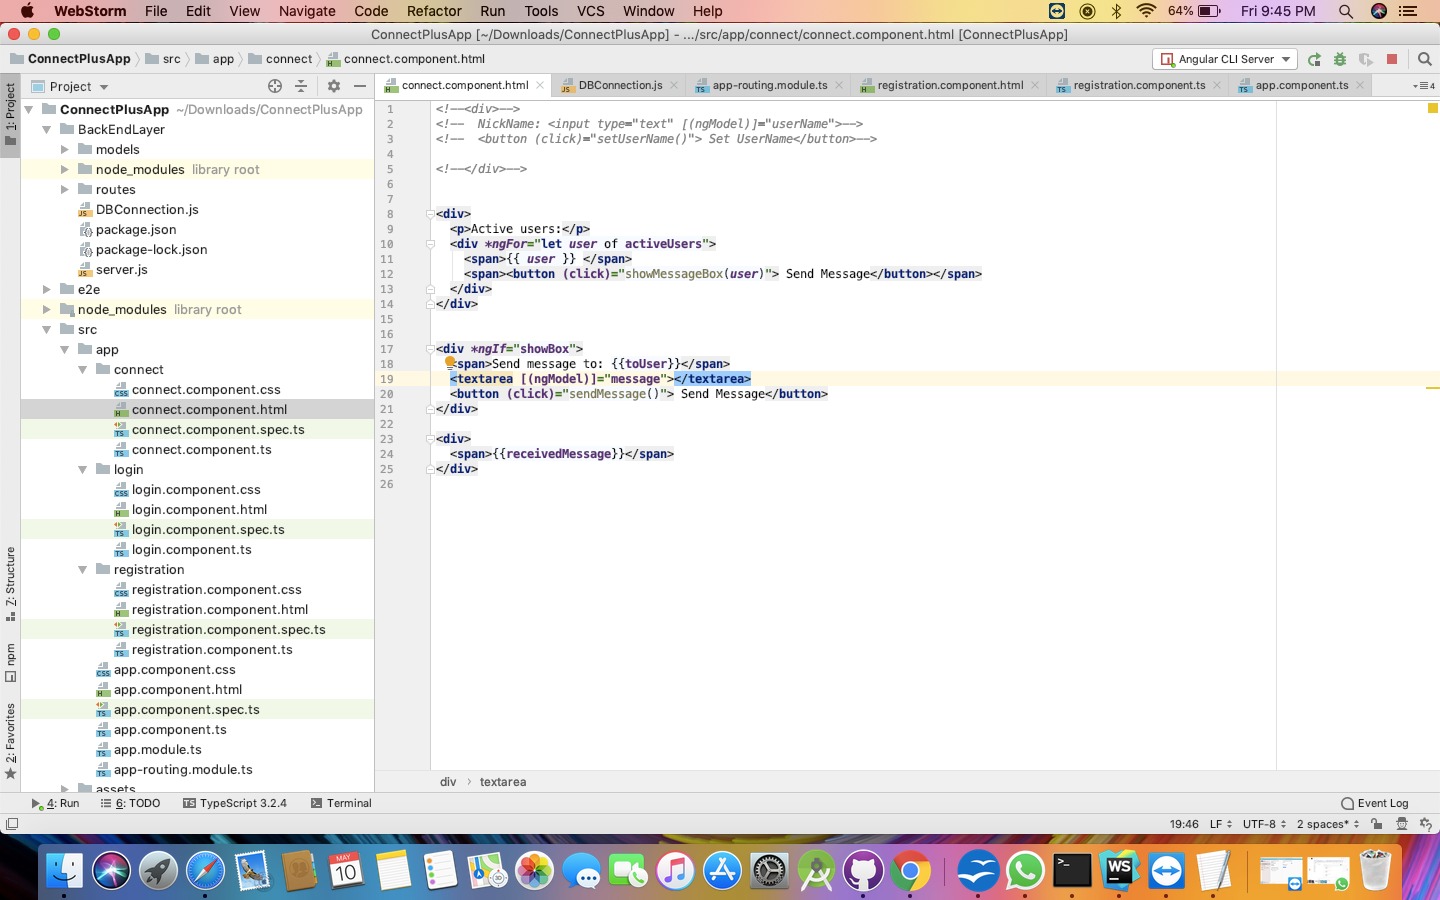 WebStorm File Edit View Navigate Code Refactor Run Tools VCS Window Help 64% Fri 9:45 PM
ConnectPlusApp [~/Downloads/ConnectPlusApp] - .../src/app/connect/connect.component.html [ConnectPlusApp]
ConnectPlusApp src app connect connect.component.html Angular CLI Server
Project
connect.component.html DBConnection.js app-routing.module.ts registration.component.html registration.component.ts app.component.ts 4
1: Project
7: Structure
npm
2: Favorites
ConnectPlusApp ~/Downloads/ConnectPlusApp
BackEndLayer
models
node_modules library root
routes
DBConnection.js
package.json
package-lock.json
server.js
e2e
node_modules library root
src
app
connect
connect.component.css
connect.component.html
connect.component.spec.ts
connect.component.ts
login
login.component.css
login.component.html
login.component.spec.ts
login.component.ts
registration
registration.component.css
registration.component.html
registration.component.spec.ts
registration.component.ts
app.component.css
app.component.html
app.component.spec.ts
app.component.ts
app.module.ts
app-routing.module.ts
assets
1 <!--<div>-->
2 <!--  NickName: <input type="text" [(ngModel)]="userName">-->
3 <!--  <button (click)="setUserName()"> Set UserName</button>-->
4
5 <!--</div>-->
6
7
8 <div>
9   <p>Active users:</p>
10   <div *ngFor="let user of activeUsers">
11     <span>{{ user }} </span>
12     <span><button (click)="showMessageBox(user)"> Send Message</button></span>
13   </div>
14 </div>
15
16
17 <div *ngIf="showBox">
18   <span>Send message to: {{toUser}}</span>
19   <textarea [(ngModel)]="message"></textarea>
20   <button (click)="sendMessage()"> Send Message</button>
21 </div>
22
23 <div>
24   <span>{{receivedMessage}}</span>
25 </div>
26
div textarea
4: Run 6: TODO TypeScript 3.2.4 Terminal Event Log
19:46 LF UTF-8 2 spaces*
MAY
10
WS